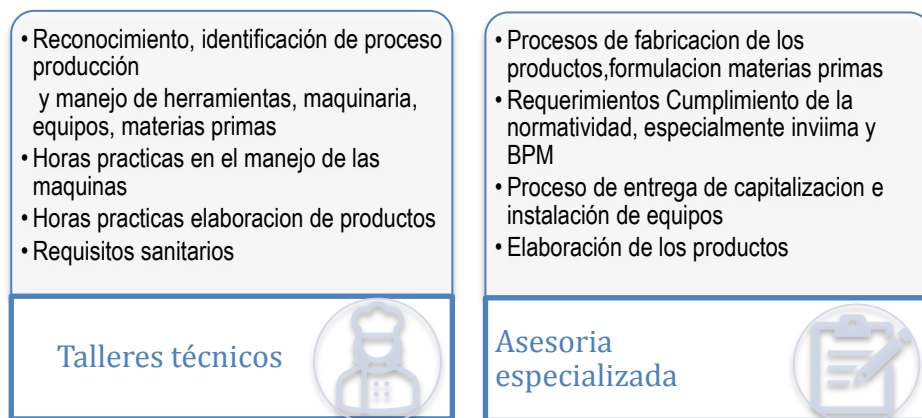 • Reconocimiento, identificación de proceso
producción
y manejo de herramientas, maquinaria,
equipos, materias primas
• Horas practicas en el manejo de las
maquinas
• Horas practicas elaboracion de productos
• Requisitos sanitarios
Talleres técnicos
• Procesos de fabricacion de los
productos,formulacion materias primas
• Requerimientos Cumplimiento de la
normatividad, especialmente inviima y
BPM
• Proceso de entrega de capitalizacion e
instalación de equipos
• Elaboración de los productos
Asesoria
especializada